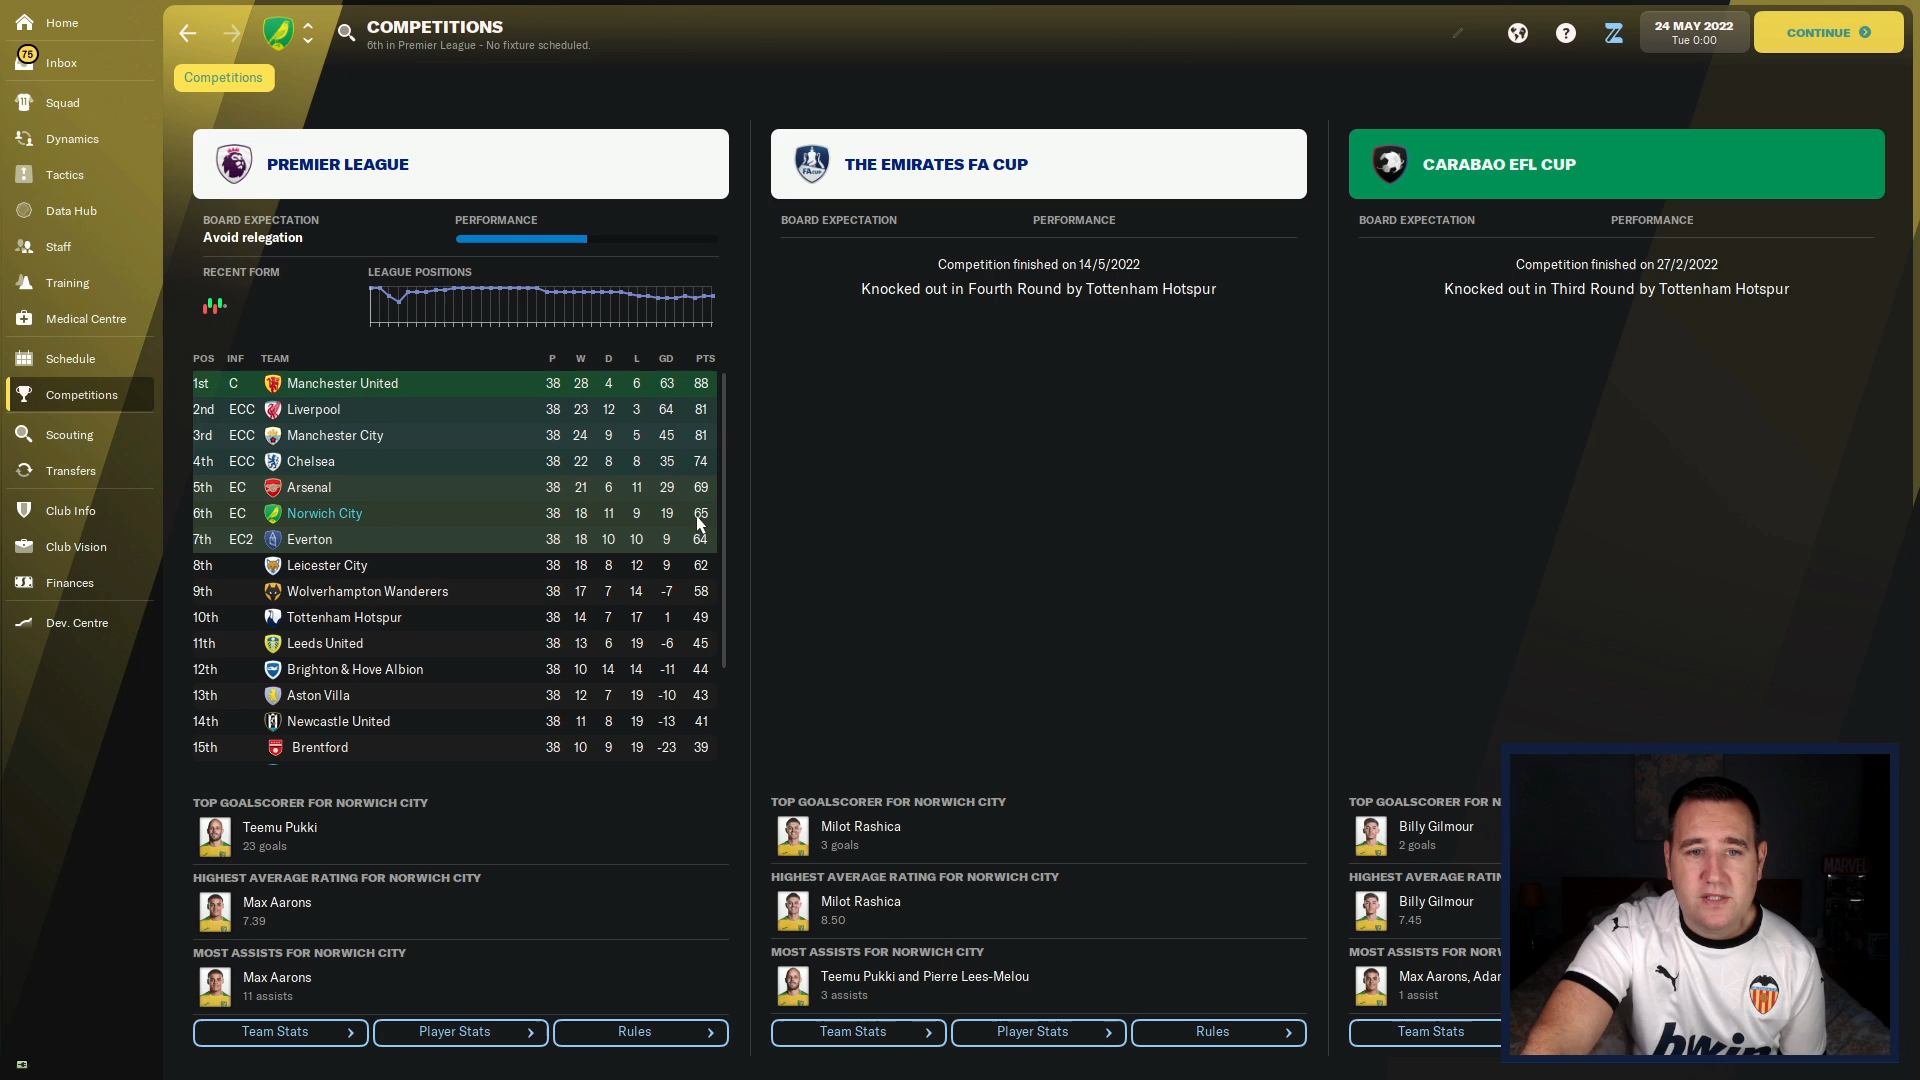 Home
75
Inbox
Squad
Dynamics
Tactics
Data Hub
Staff
Training
Medical Centre
Schedule
Competitions
Scouting
Transfers
Club Info
Club Vision
Finances
Dev. Centre
COMPETITIONS
6th in Premier League - No fixture scheduled.
24 MAY 2022
Tue 0:00
CONTINUE
Competitions
PREMIER LEAGUE
BOARD EXPECTATION PERFORMANCE
Avoid relegation
RECENT FORM LEAGUE POSITIONS
POS INF TEAM P W D L GD PTS
1st C Manchester United 38 28 4 6 63 88
2nd ECC Liverpool 38 23 12 3 64 81
3rd ECC Manchester City 38 24 9 5 45 81
4th ECC Chelsea 38 22 8 8 35 74
5th EC Arsenal 38 21 6 11 29 69
6th EC Norwich City 38 18 11 9 19 65
7th EC2 Everton 38 18 10 10 9 64
8th Leicester City 38 18 8 12 9 62
9th Wolverhampton Wanderers 38 17 7 14 -7 58
10th Tottenham Hotspur 38 14 7 17 1 49
11th Leeds United 38 13 6 19 -6 45
12th Brighton & Hove Albion 38 10 14 14 -11 44
13th Aston Villa 38 12 7 19 -10 43
14th Newcastle United 38 11 8 19 -13 41
15th Brentford 38 10 9 19 -23 39
TOP GOALSCORER FOR NORWICH CITY
Teemu Pukki
23 goals
HIGHEST AVERAGE RATING FOR NORWICH CITY
Max Aarons
7.39
MOST ASSISTS FOR NORWICH CITY
Max Aarons
11 assists
Team Stats Player Stats Rules
THE EMIRATES FA CUP
BOARD EXPECTATION PERFORMANCE
Competition finished on 14/5/2022
Knocked out in Fourth Round by Tottenham Hotspur
TOP GOALSCORER FOR NORWICH CITY
Milot Rashica
3 goals
HIGHEST AVERAGE RATING FOR NORWICH CITY
Milot Rashica
8.50
MOST ASSISTS FOR NORWICH CITY
Teemu Pukki and Pierre Lees-Melou
3 assists
Team Stats Player Stats Rules
CARABAO EFL CUP
BOARD EXPECTATION PERFORMANCE
Competition finished on 27/2/2022
Knocked out in Third Round by Tottenham Hotspur
TOP GOALSCORER FOR N
Billy Gilmour
2 goals
HIGHEST AVERAGE RATIN
Billy Gilmour
7.45
MOST ASSISTS FOR NOR
Max Aarons, Adar
1 assist
Team Stats
MARVEL
bwin